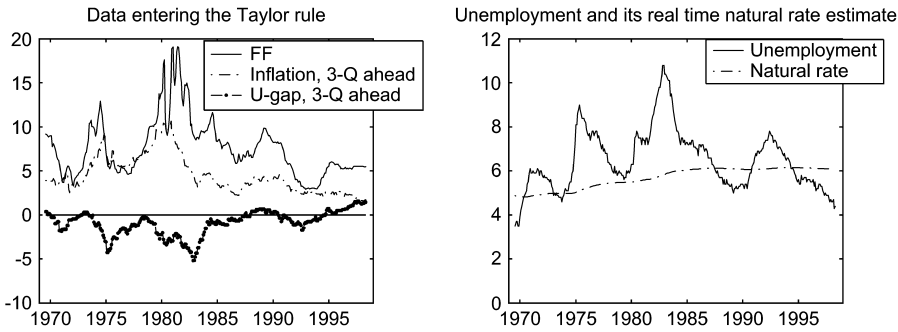 Data entering the Taylor rule
20
15
10
5
0
-5
-10
1970 1975 1980 1985 1990 1995
FF
Inflation, 3-Q ahead
U-gap, 3-Q ahead
Unemployment and its real time natural rate estimate
12
10
8
6
4
2
0
1970 1975 1980 1985 1990 1995
Unemployment
Natural rate